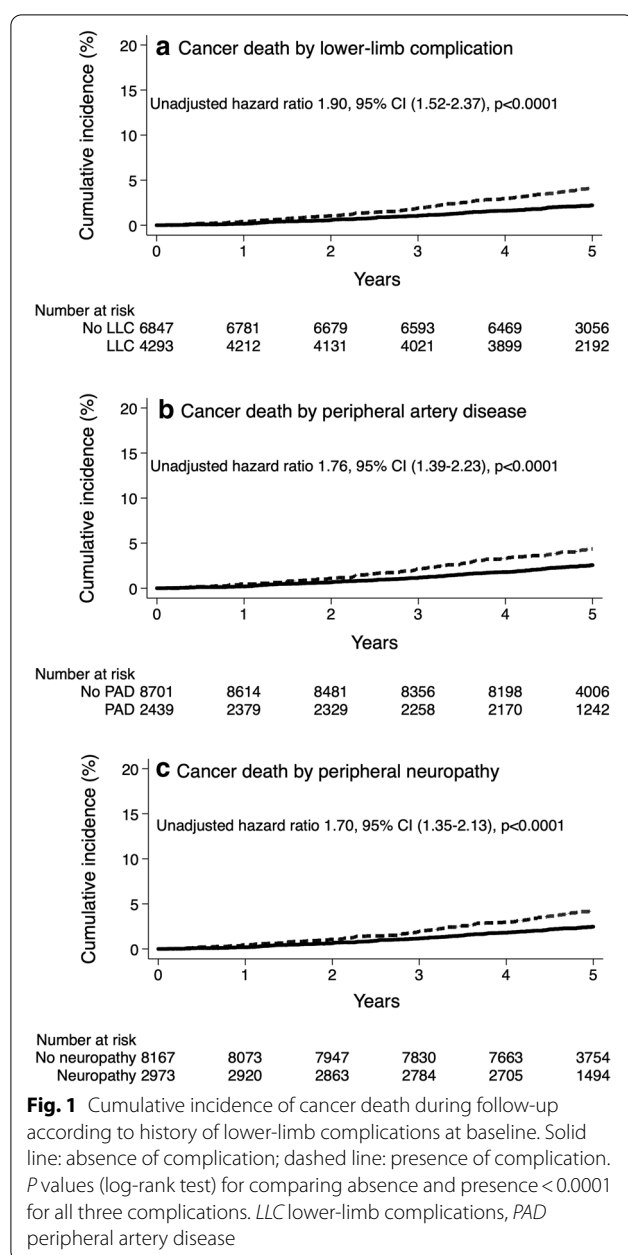 a Cancer death by lower-limb complication
Unadjusted hazard ratio 1.90, 95% CI (1.52-2.37), p<0.0001
Cumulative incidence (%)
20
15
10
5
0
0 1 2 3 4 5
Years
Number at risk
No LLC 6847 6781 6679 6593 6469 3056
LLC 4293 4212 4131 4021 3899 2192
b Cancer death by peripheral artery disease
Unadjusted hazard ratio 1.76, 95% CI (1.39-2.23), p<0.0001
Cumulative incidence (%)
20
15
10
5
0
0 1 2 3 4 5
Years
Number at risk
No PAD 8701 8614 8481 8356 8198 4006
PAD 2439 2379 2329 2258 2170 1242
c Cancer death by peripheral neuropathy
Unadjusted hazard ratio 1.70, 95% CI (1.35-2.13), p<0.0001
Cumulative incidence (%)
20
15
10
5
0
0 1 2 3 4 5
Years
Number at risk
No neuropathy 8167 8073 7947 7830 7663 3754
Neuropathy 2973 2920 2863 2784 2705 1494
Fig. 1 Cumulative incidence of cancer death during follow-up
according to history of lower-limb complications at baseline. Solid
line: absence of complication; dashed line: presence of complication.
P values (log-rank test) for comparing absence and presence < 0.0001
for all three complications. LLC lower-limb complications, PAD
peripheral artery disease